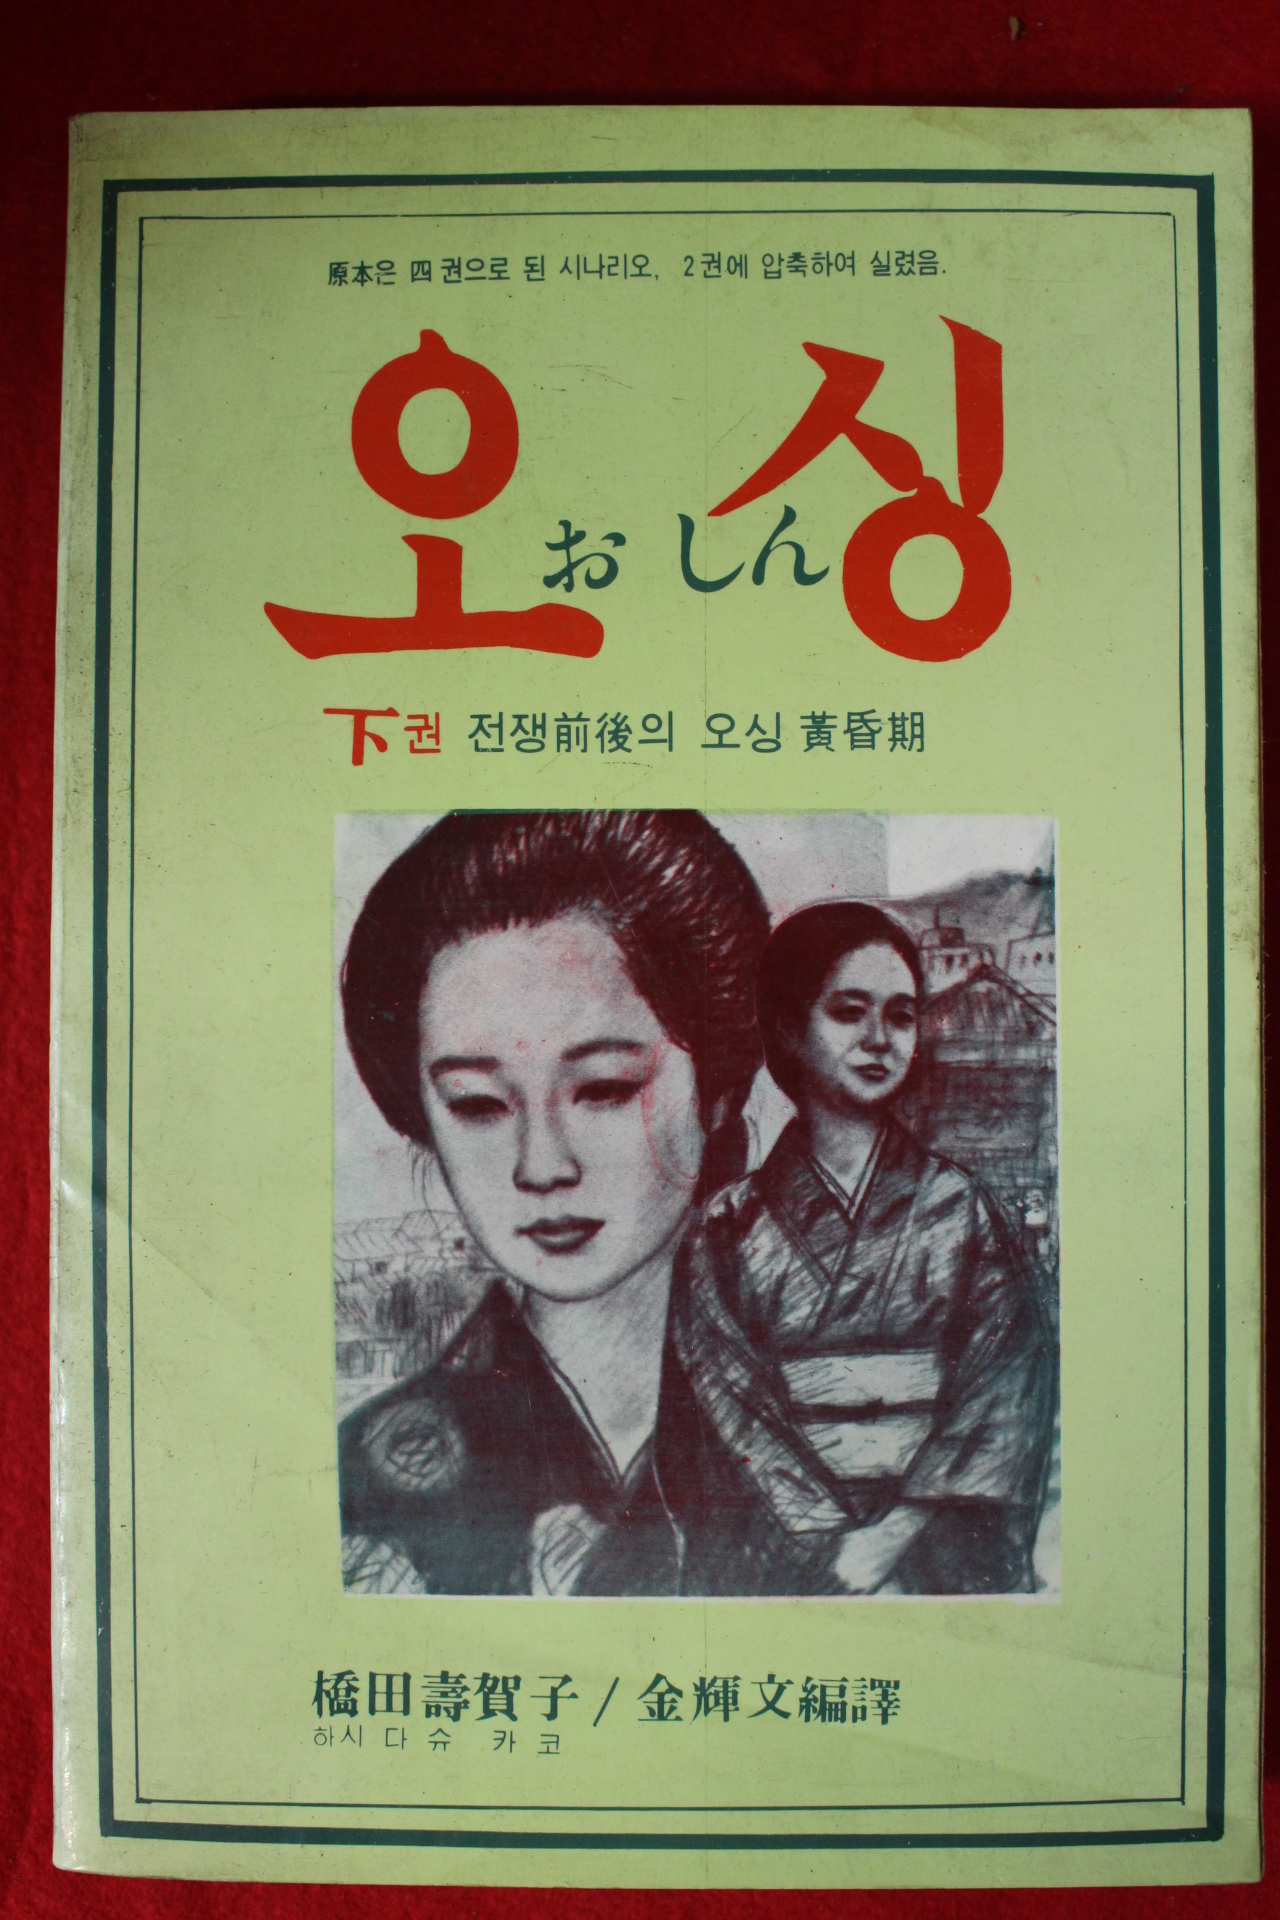 原本은 四권으로 된 시나리오, 2권에 압축하여 실렸음.
오싱
おしん
下권 전쟁前後의 오싱 黃昏期
橋田壽賀子/金輝文編譯
하시다슈카코